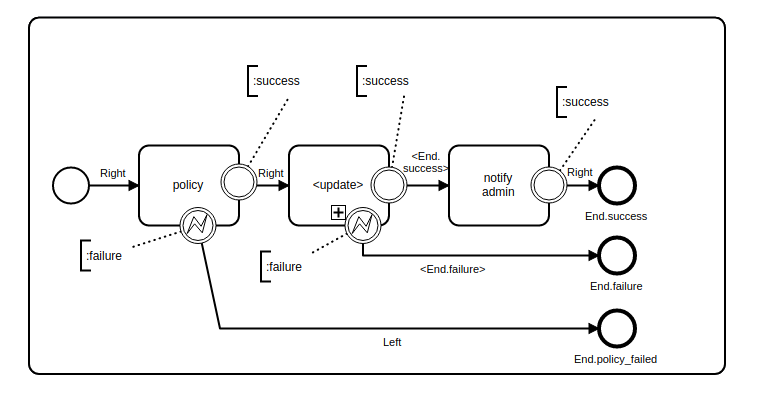 :success
:success
:success
Right
policy
Right
<update>
<End.
success>
notify
admin
Right
End.success
:failure
:failure
<End.failure>
End.failure
Left
End.policy_failed